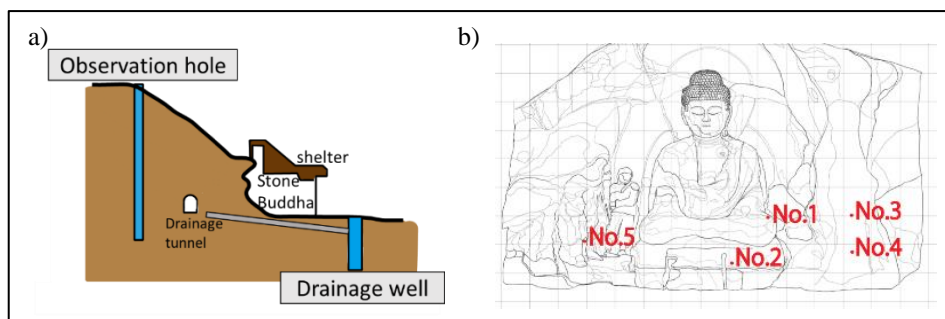 a)
Observation hole
shelter
Stone
Buddha
Drainage
tunnel
Drainage well
b)
No.1
No.3
No.5
No.2
No.4